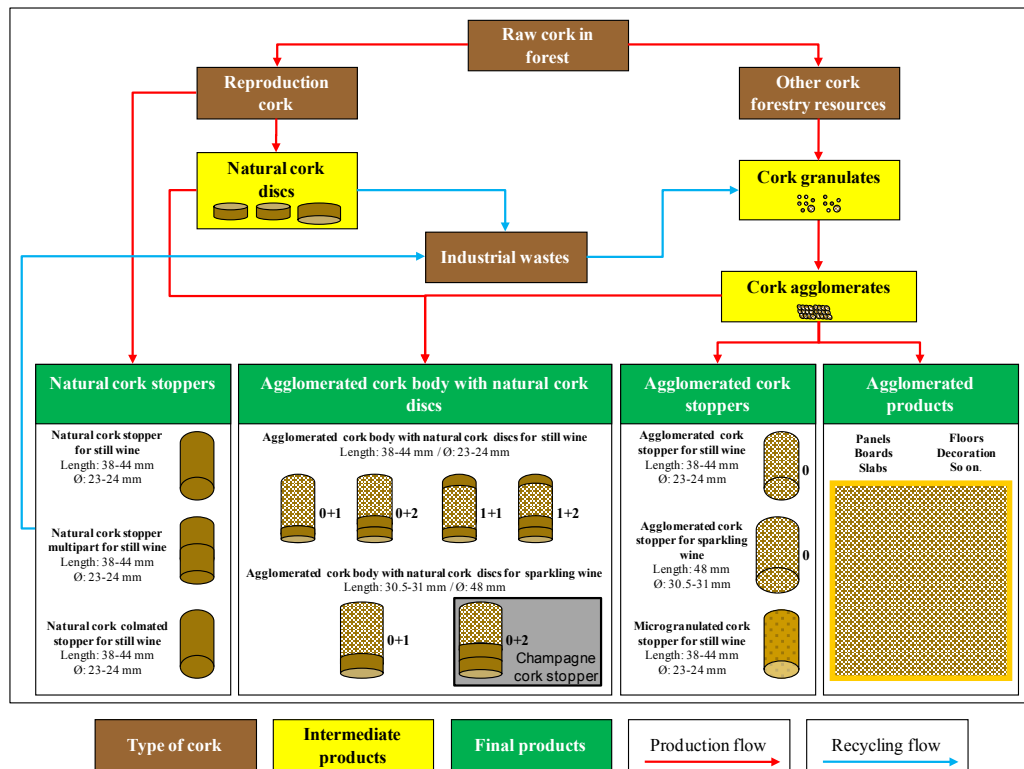 Raw cork in
forest
Reproduction
cork
Other cork
forestry resources
Natural cork
discs
Cork granulates
Industrial wastes
Cork agglomerates
Natural cork stoppers
Natural cork stopper
for still wine
Length: 38-44 mm
Ø: 23-24 mm
Natural cork stopper
multipart for still wine
Length: 38-44 mm
Ø: 23-24 mm
Natural cork colmated
stopper for still wine
Length: 38-44 mm
Ø: 23-24 mm
Agglomerated cork body with natural cork
discs
Agglomerated cork body with natural cork discs for still wine
Length: 38-44 mm / Ø: 23-24 mm
0+1
0+2
1+1
1+2
Agglomerated cork body with natural cork discs for sparkling wine
Length: 30.5-31 mm / Ø: 48 mm
0+1
0+2
Champagne
cork stopper
Agglomerated cork
stoppers
Agglomerated cork
stopper for still wine
Length: 38-44 mm
Ø: 23-24 mm
0
Agglomerated cork
stopper for sparkling
wine
Length: 48 mm
Ø: 30.5-31 mm
0
Microgranulated cork
stopper for still wine
Length: 38-44 mm
Ø: 23-24 mm
Agglomerated
products
Panels
Boards
Slabs
Floors
Decoration
So on.
Type of cork
Intermediate
products
Final products
Production flow
Recycling flow